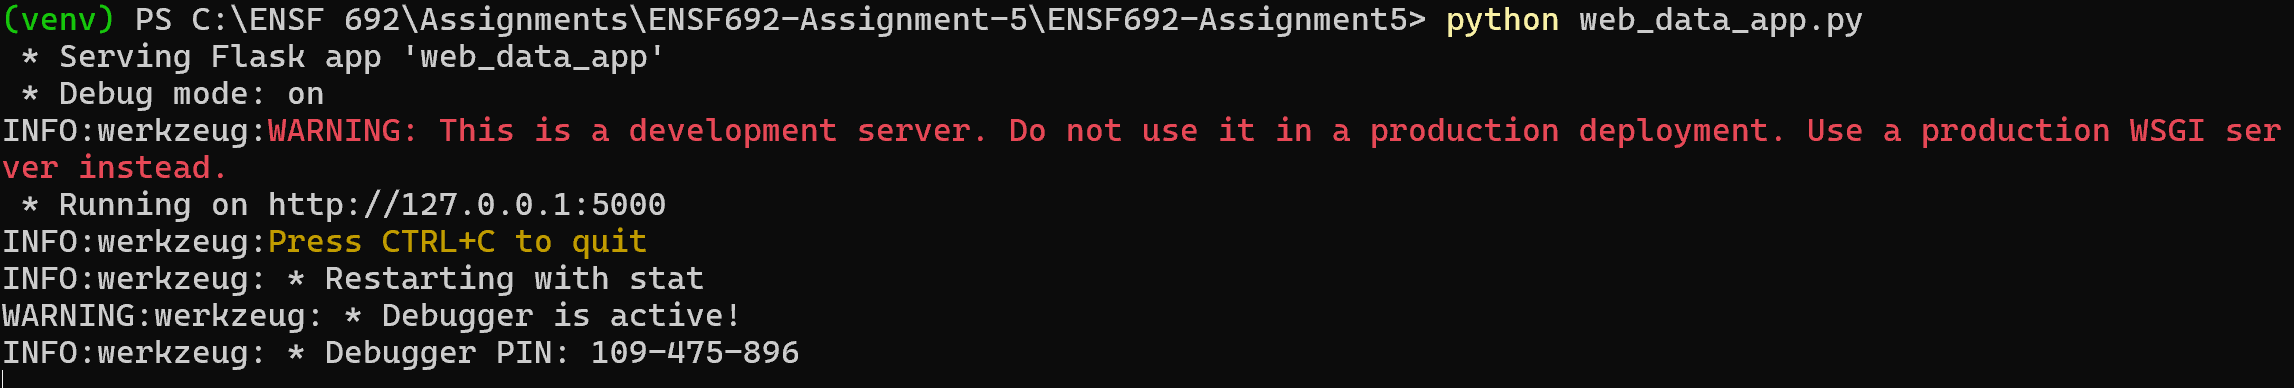 (venv) PS C:\ENSF 692\Assignments\ENSF692-Assignment-5\ENSF692-Assignment5> python web_data_app.py
 * Serving Flask app 'web_data_app'
 * Debug mode: on
INFO:werkzeug:WARNING: This is a development server. Do not use it in a production deployment. Use a production WSGI ser
ver instead.
 * Running on http://127.0.0.1:5000
INFO:werkzeug:Press CTRL+C to quit
INFO:werkzeug: * Restarting with stat
WARNING:werkzeug: * Debugger is active!
INFO:werkzeug: * Debugger PIN: 109-475-896